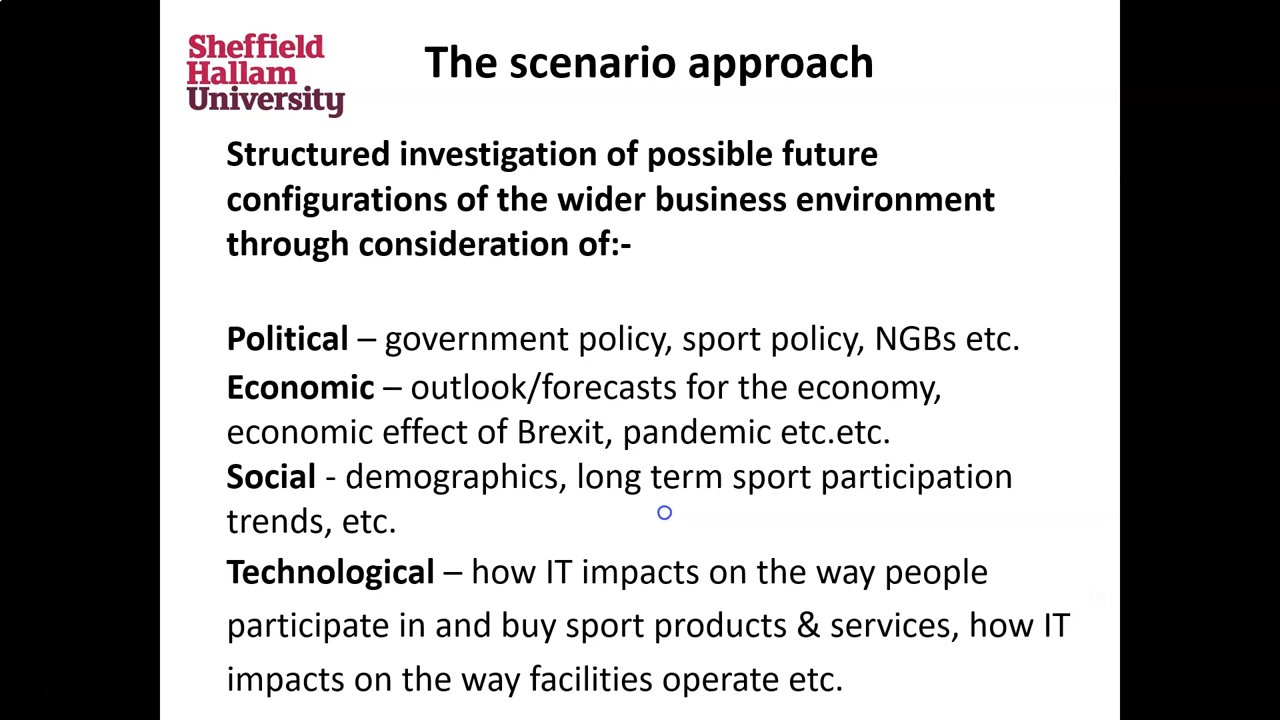 Sheffield
Hallam
University
The scenario approach
Structured investigation of possible future
configurations of the wider business environment
through consideration of:-
Political – government policy, sport policy, NGBs etc.
Economic – outlook/forecasts for the economy,
economic effect of Brexit, pandemic etc.etc.
Social - demographics, long term sport participation
trends, etc.
Technological – how IT impacts on the way people
participate in and buy sport products & services, how IT
impacts on the way facilities operate etc.